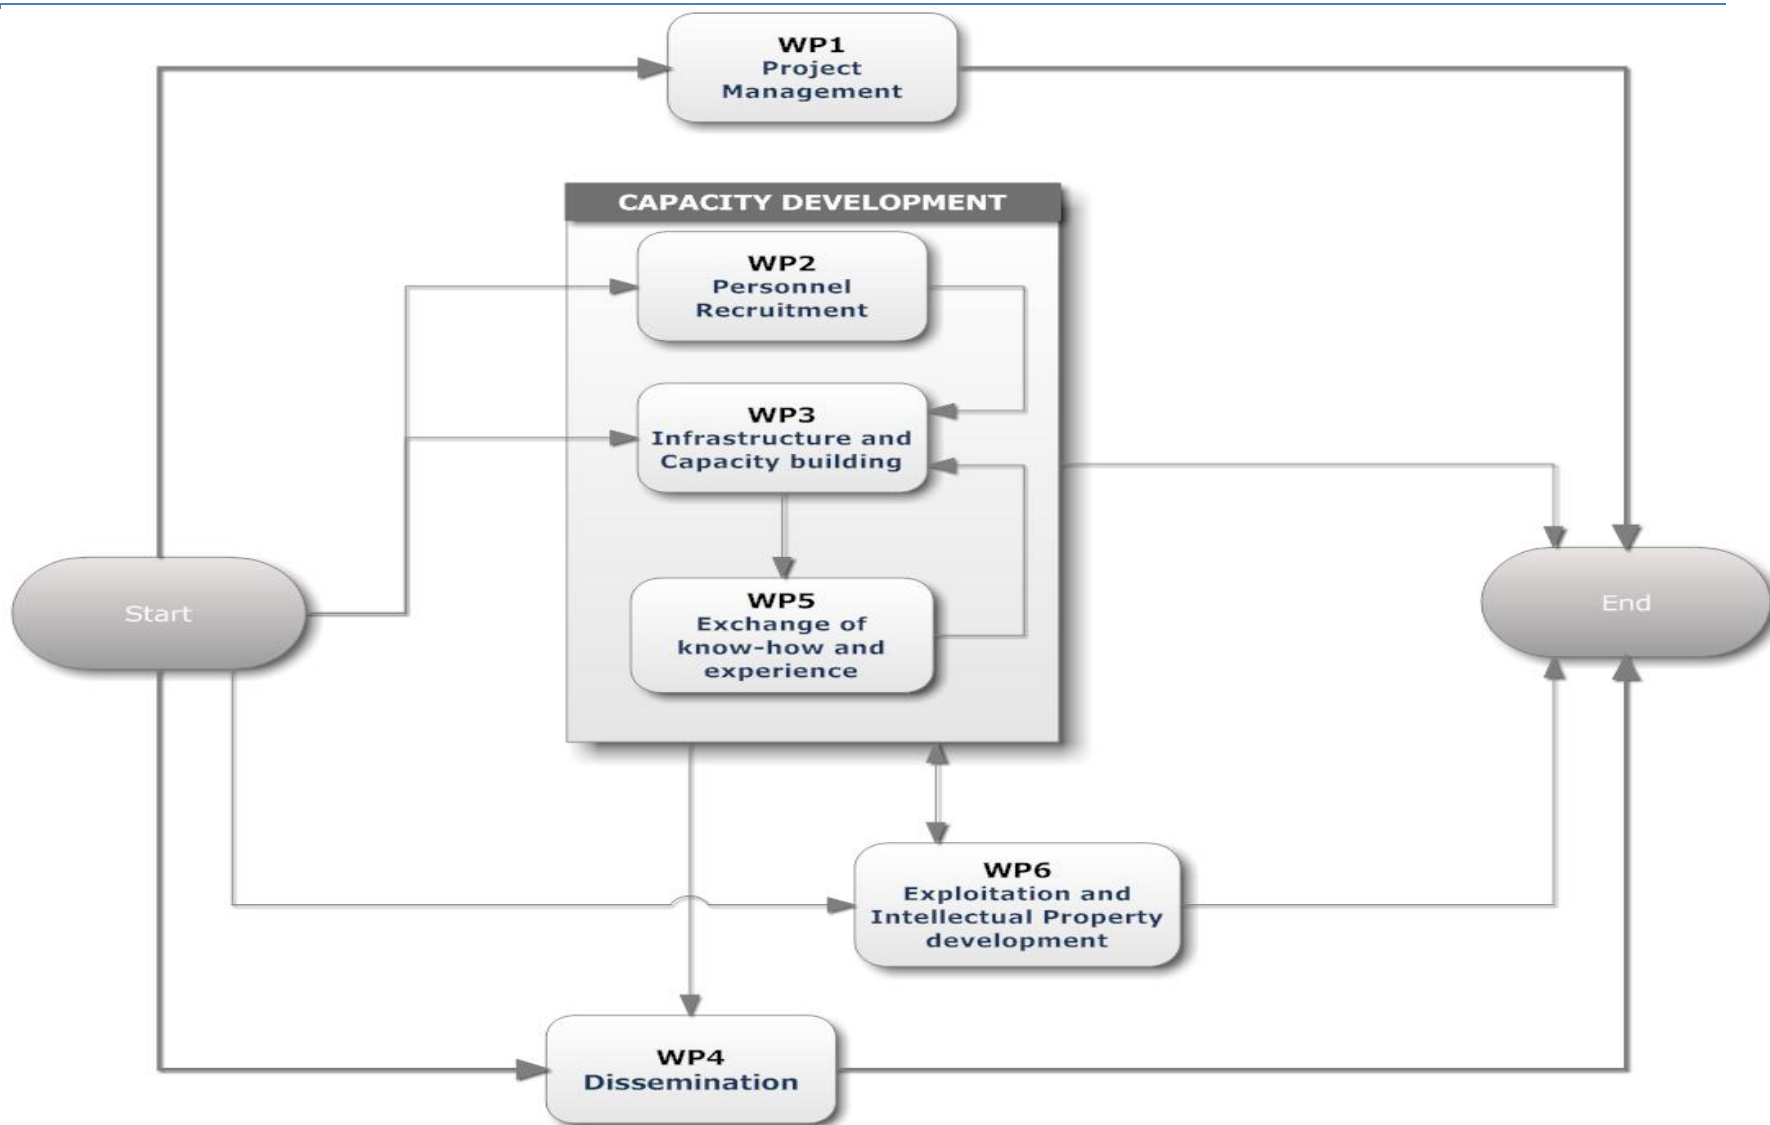 WP1
Project
Management
CAPACITY DEVELOPMENT
WP2
Personnel
Recruitment
WP3
Infrastructure and
Capacity building
WP5
Exchange of
know-how and
experience
Start
End
WP6
Exploitation and
Intellectual Property
development
WP4
Dissemination